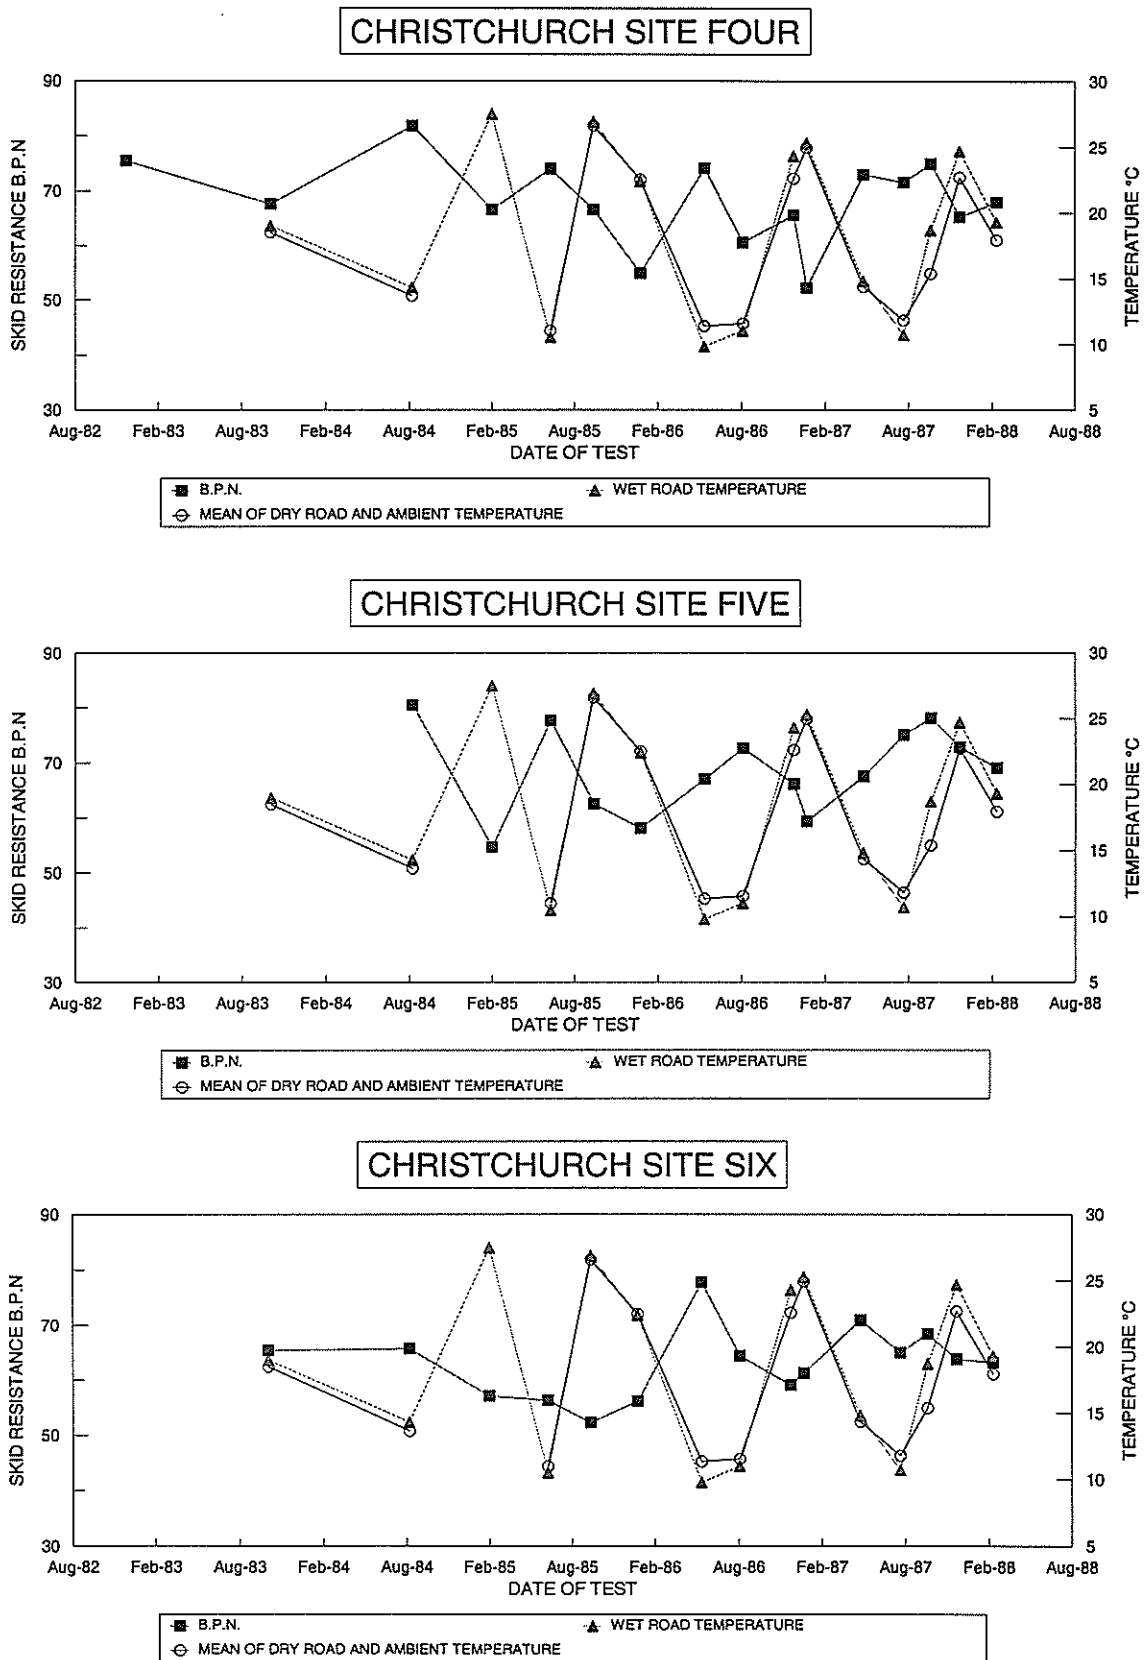 CHRISTCHURCH SITE FOUR
SKID RESISTANCE B.P.N
90
70
50
30
30
25
20
15
10
5
TEMPERATURE °C
Aug-82 Feb-83 Aug-83 Feb-84 Aug-84 Feb-85 Aug-85 Feb-86 Aug-86 Feb-87 Aug-87 Feb-88 Aug-88
DATE OF TEST
B.P.N. WET ROAD TEMPERATURE
MEAN OF DRY ROAD AND AMBIENT TEMPERATURE
CHRISTCHURCH SITE FIVE
SKID RESISTANCE B.P.N
90
70
50
30
30
25
20
15
10
5
TEMPERATURE °C
Aug-82 Feb-83 Aug-83 Feb-84 Aug-84 Feb-85 Aug-85 Feb-86 Aug-86 Feb-87 Aug-87 Feb-88 Aug-88
DATE OF TEST
B.P.N. WET ROAD TEMPERATURE
MEAN OF DRY ROAD AND AMBIENT TEMPERATURE
CHRISTCHURCH SITE SIX
SKID RESISTANCE B.P.N
90
70
50
30
30
25
20
15
10
5
TEMPERATURE °C
Aug-82 Feb-83 Aug-83 Feb-84 Aug-84 Feb-85 Aug-85 Feb-86 Aug-86 Feb-87 Aug-87 Feb-88 Aug-88
DATE OF TEST
B.P.N. WET ROAD TEMPERATURE
MEAN OF DRY ROAD AND AMBIENT TEMPERATURE